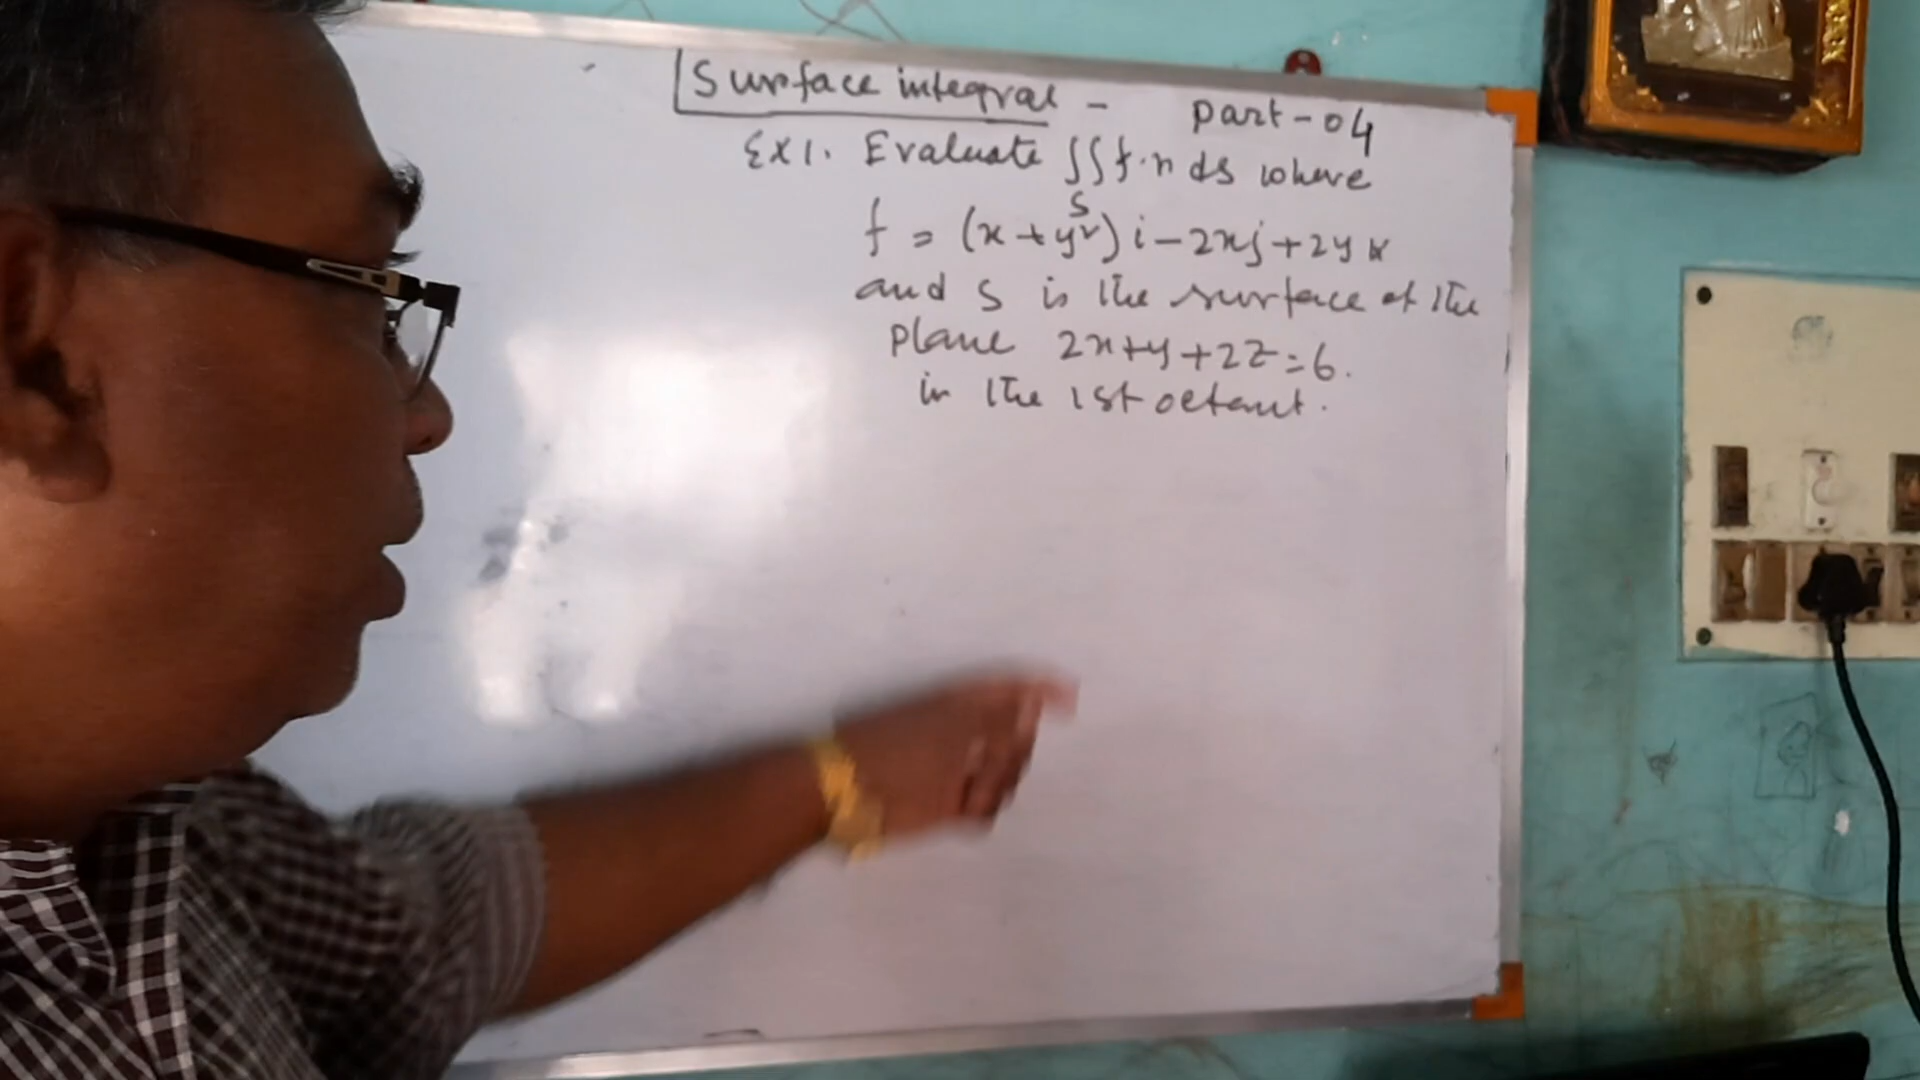 Surface integral - part-04
Ex1. Evaluate ∫∫f.n ds where
S
f = (x+y²)i-2xj+2yk
and S is the surface of the
plane 2x+y+2z=6.
in the 1st octant.